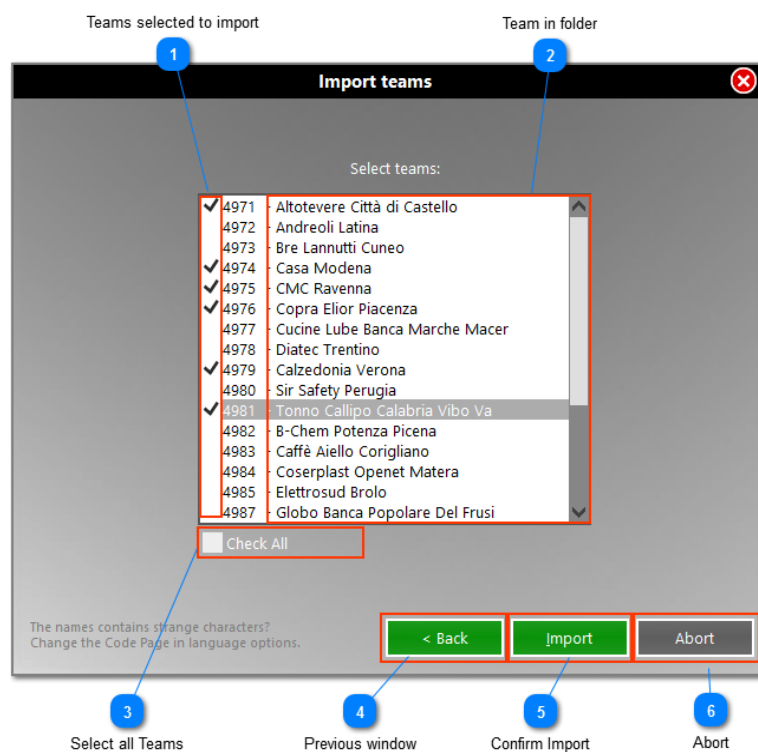 Teams selected to import
Team in folder
1
2
Import teams
Select teams:
4971 - Altotevere Città di Castello
4972 - Andreoli Latina
4973 - Bre Lannutti Cuneo
4974 - Casa Modena
4975 - CMC Ravenna
4976 - Copra Elior Piacenza
4977 - Cucine Lube Banca Marche Macer
4978 - Diatec Trentino
4979 - Calzedonia Verona
4980 - Sir Safety Perugia
4981 - Tonno Callipo Calabria Vibo Va
4982 - B-Chem Potenza Picena
4983 - Caffè Aiello Corigliano
4984 - Coserplast Openet Matera
4985 - Elettrosud Brolo
4987 - Globo Banca Popolare Del Frusi
Check All
The names contains strange characters?
Change the Code Page in language options.
< Back
Import
Abort
3
4
5
6
Select all Teams
Previous window
Confirm Import
Abort